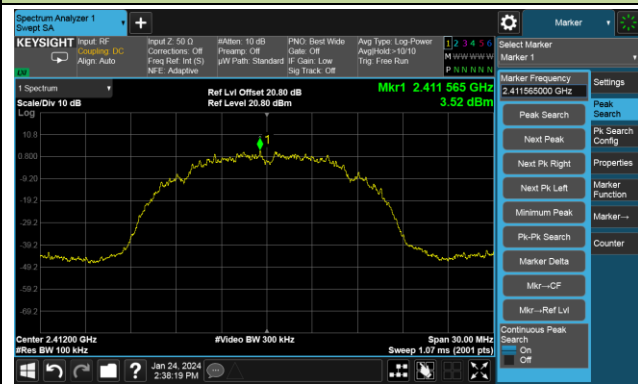 Spectrum Analyzer 1
Swept SA
Marker
KEYSIGHT
Input: RF
Coupling: DC
Align: Auto
Input Z: 50 Ω
Corrections: Off
Freq Ref: Int (S)
NFE: Adaptive
#Atten: 10 dB
Preamp: Off
µW Path: Standard
PNO: Best Wide
Gate: Off
IF Gain: Low
Sig Track: Off
Avg Type: Log-Power
Avg|Hold:>10/10
Trig: Free Run
1 2 3 4 5 6
M W W W W W
P N N N N N
LW
Select Marker
Marker 1
1 Spectrum
Scale/Div 10 dB
Log
Ref Lvl Offset 20.80 dB
Ref Level 20.80 dBm
Mkr1 2.411 565 GHz
3.52 dBm
1
10.8
0.800
-9.20
-19.2
-29.2
-39.2
-49.2
-59.2
-69.2
Center 2.41200 GHz
#Res BW 100 kHz
#Video BW 300 kHz
Span 30.00 MHz
Sweep 1.07 ms (2001 pts)
Marker Frequency
2.411565000 GHz
Peak Search
Next Peak
Next Pk Right
Next Pk Left
Minimum Peak
Pk-Pk Search
Marker Delta
Mkr→CF
Mkr→Ref Lvl
Continuous Peak
Search
On
Off
Settings
Peak
Search
Pk Search
Config
Properties
Marker
Function
Marker→
Counter
Jan 24, 2024
2:38:19 PM